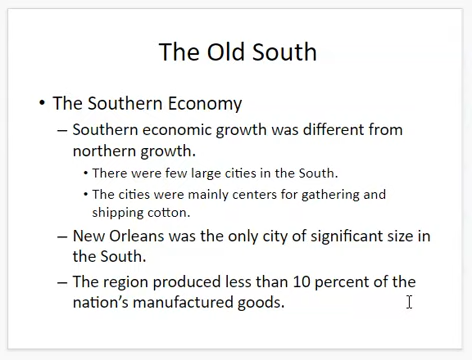 The Old South
• The Southern Economy
– Southern economic growth was different from
northern growth.
• There were few large cities in the South.
• The cities were mainly centers for gathering and
shipping cotton.
– New Orleans was the only city of significant size in
the South.
– The region produced less than 10 percent of the
nation's manufactured goods.